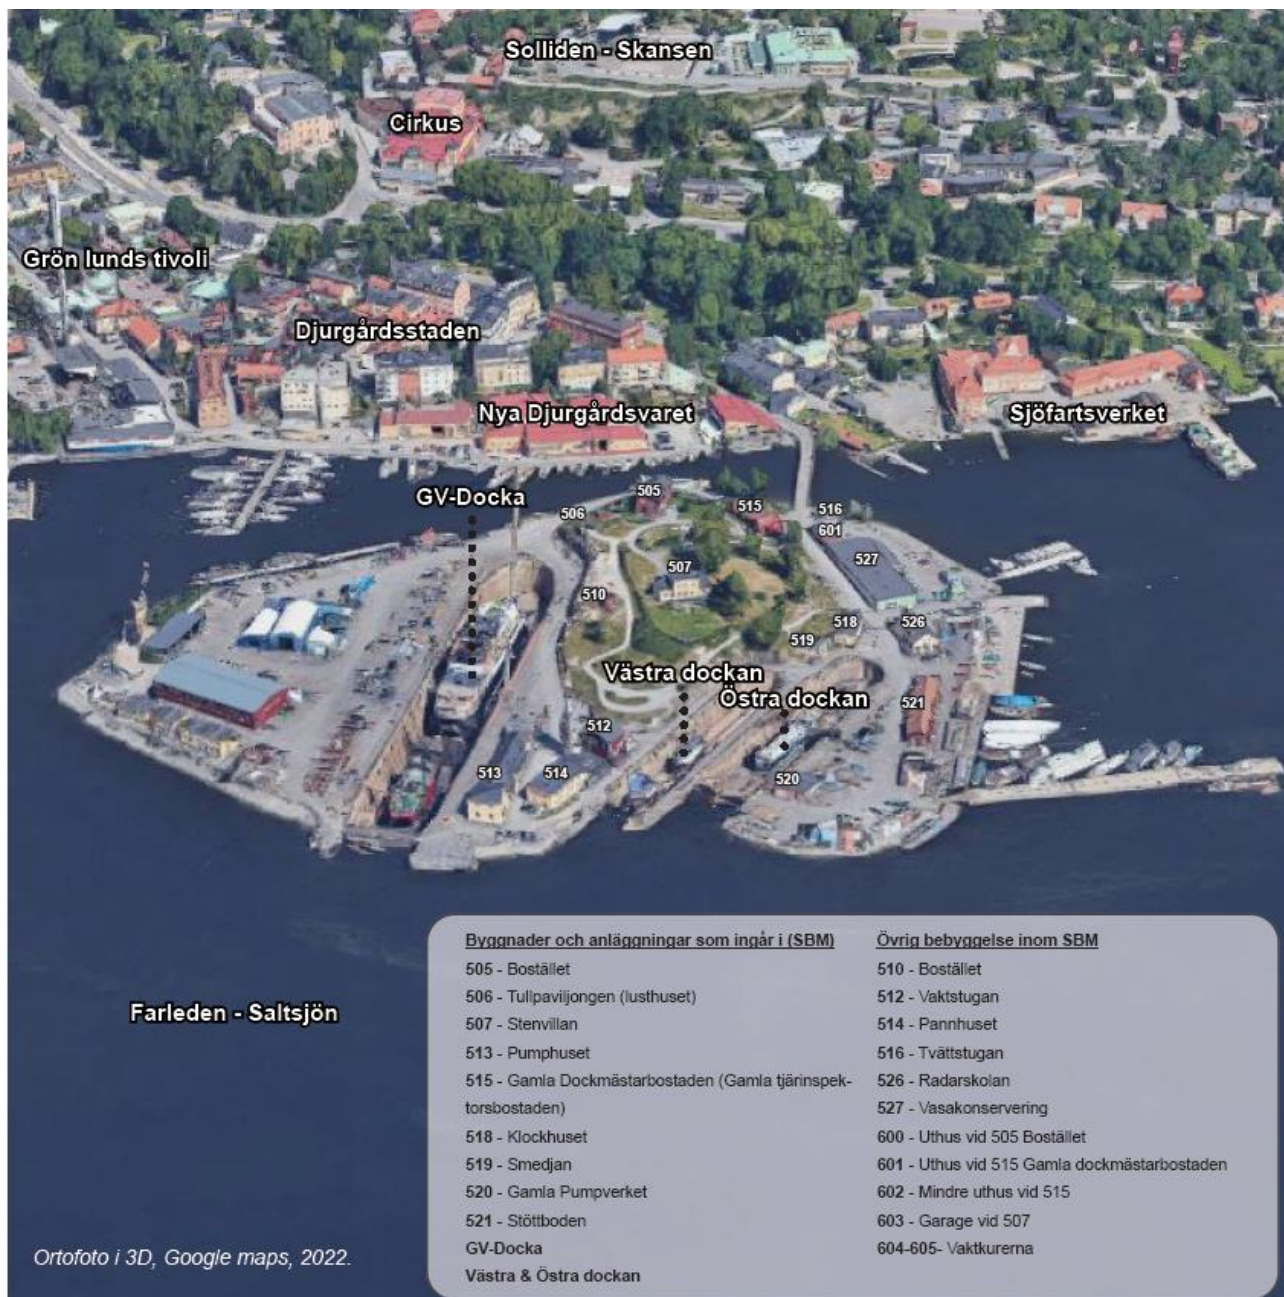 Solliden - Skansen
Cirkus
Grön lunds tivoli
Djurgårdsstaden
Nya Djurgårdsvaret
Sjöfartsverket
GV-Docka
505
506
515
516
601
527
507
510
518
526
519
Västra dockan
Östra dockan
521
512
513
514
520
Byggnader och anläggningar som ingår i (SBM)
505 - Bostället
506 - Tullpaviljongen (lusthuset)
507 - Stenvillan
513 - Pumphuset
515 - Gamla Dockmästarbostaden (Gamla tjärinspek-
torsbostaden)
518 - Klockhuset
519 - Smedjan
520 - Gamla Pumpverket
521 - Stöttboden
GV-Docka
Västra & Östra dockan
Övrig bebyggelse inom SBM
510 - Bostället
512 - Vaktstugan
514 - Pannhuset
516 - Tvättstugan
526 - Radarskolan
527 - Vasakonservering
600 - Uthus vid 505 Bostället
601 - Uthus vid 515 Gamla dockmästarbostaden
602 - Mindre uthus vid 515
603 - Garage vid 507
604-605- Vaktkurerna
Farleden - Saltsjön
Ortofoto i 3D, Google maps, 2022.